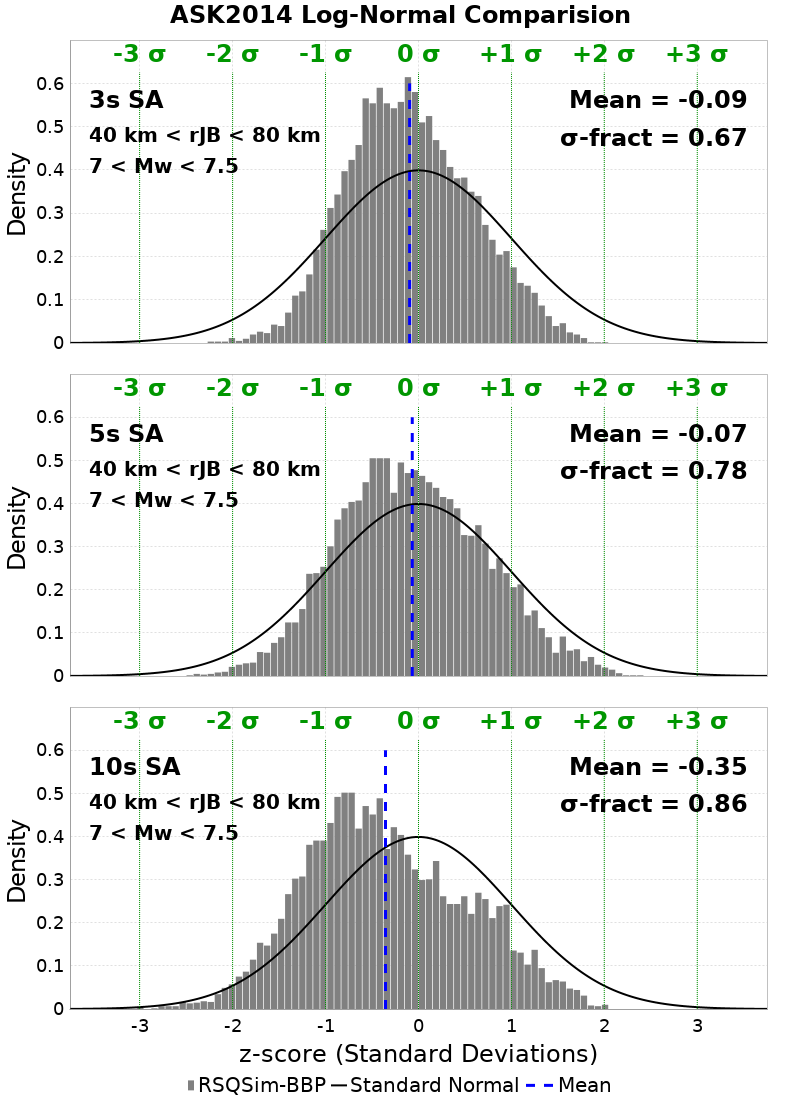 ASK2014 Log-Normal Comparision
-3 σ -2 σ -1 σ 0 σ +1 σ +2 σ +3 σ
3s SA
Mean = -0.09
40 km < rJB < 80 km
σ-fract = 0.67
7 < Mw < 7.5
0.6
0.5
0.4
0.3
0.2
0.1
0
Density
-3 σ -2 σ -1 σ 0 σ +1 σ +2 σ +3 σ
5s SA
Mean = -0.07
40 km < rJB < 80 km
σ-fract = 0.78
7 < Mw < 7.5
0.6
0.5
0.4
0.3
0.2
0.1
0
Density
-3 σ -2 σ -1 σ 0 σ +1 σ +2 σ +3 σ
10s SA
Mean = -0.35
40 km < rJB < 80 km
σ-fract = 0.86
7 < Mw < 7.5
0.6
0.5
0.4
0.3
0.2
0.1
0
Density
-3 -2 -1 0 1 2 3
z-score (Standard Deviations)
RSQSim-BBP Standard Normal Mean